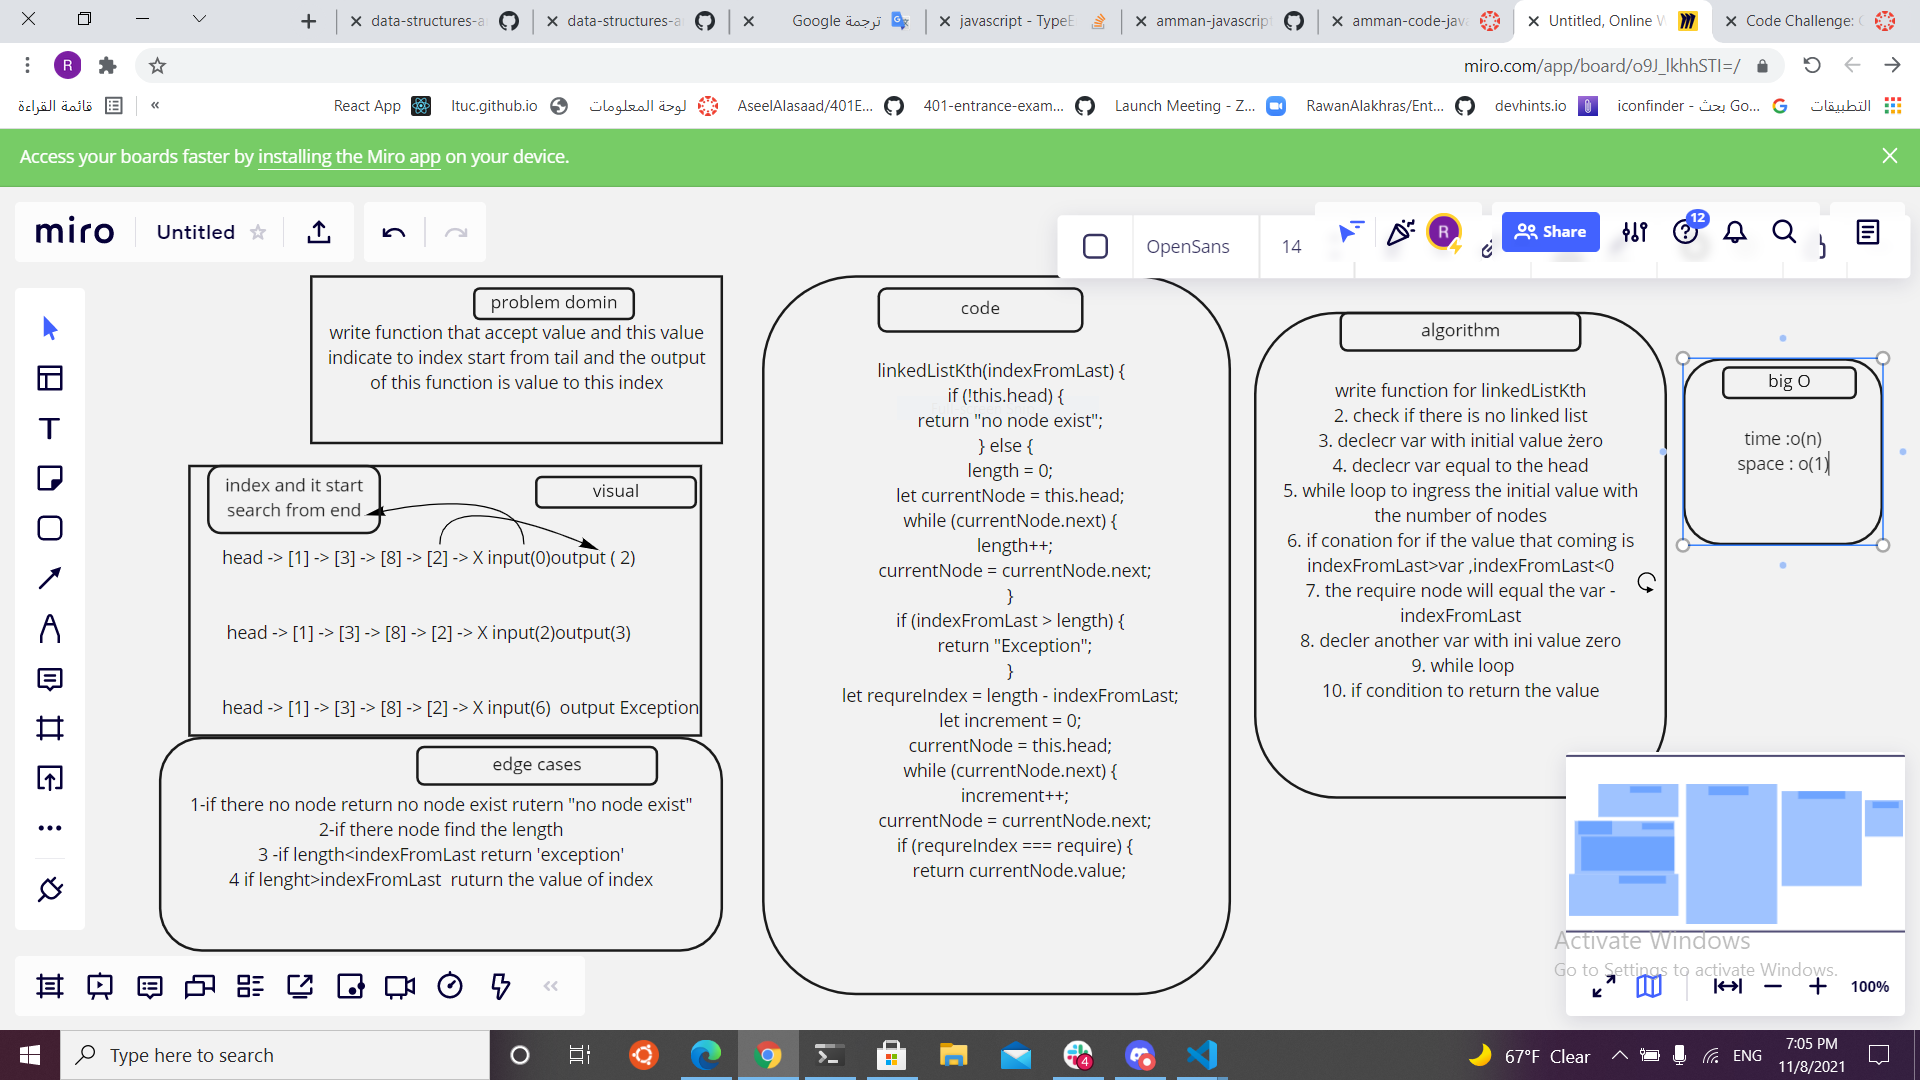 data-structures-a
data-structures-a
ترجمة Google
javascript - TypeE
amman-javascript
amman-code-jav
Untitled, Online W
Code Challenge: C
R
miro.com/app/board/o9J_lkhhSTI=/
قائمة القراءة
«
React App
ltuc.github.io
لوحة المعلومات
AseelAlasaad/401E...
401-entrance-exam...
Launch Meeting - Z...
RawanAlakhras/Ent...
devhints.io
iconfinder - بحث Go...
التطبيقات
Access your boards faster by installing the Miro app on your device.
miro
Untitled
OpenSans
14
R
Share
12
problem domin
write function that accept value and this value
indicate to index start from tail and the output
of this function is value to this index
index and it start
search from end
visual
head -> [1] -> [3] -> [8] -> [2] -> X input(0)output ( 2)
head -> [1] -> [3] -> [8] -> [2] -> X input(2)output(3)
head -> [1] -> [3] -> [8] -> [2] -> X input(6) output Exception
edge cases
1-if there no node return no node exist rutern "no node exist"
2-if there node find the length
3 -if length<indexFromLast return 'exception'
4 if lenght>indexFromLast ruturn the value of index
code
linkedListKth(indexFromLast) {
if (!this.head) {
return "no node exist";
} else {
length = 0;
let currentNode = this.head;
while (currentNode.next) {
length++;
currentNode = currentNode.next;
}
if (indexFromLast > length) {
return "Exception";
}
let requreIndex = length - indexFromLast;
let increment = 0;
currentNode = this.head;
while (currentNode.next) {
increment++;
currentNode = currentNode.next;
if (requreIndex === require) {
return currentNode.value;
algorithm
write function for linkedListKth
2. check if there is no linked list
3. declecr var with initial value żero
4. declecr var equal to the head
5. while loop to ingress the initial value with
the number of nodes
6. if conation for if the value that coming is
indexFromLast>var ,indexFromLast<0
7. the require node will equal the var -
indexFromLast
8. decler another var with ini value zero
9. while loop
10. if condition to return the value
big O
time :o(n)
space : o(1)
Activate Windows
Go to Settings to activate Windows.
100%
Type here to search
4
67°F Clear
ENG
7:05 PM
11/8/2021